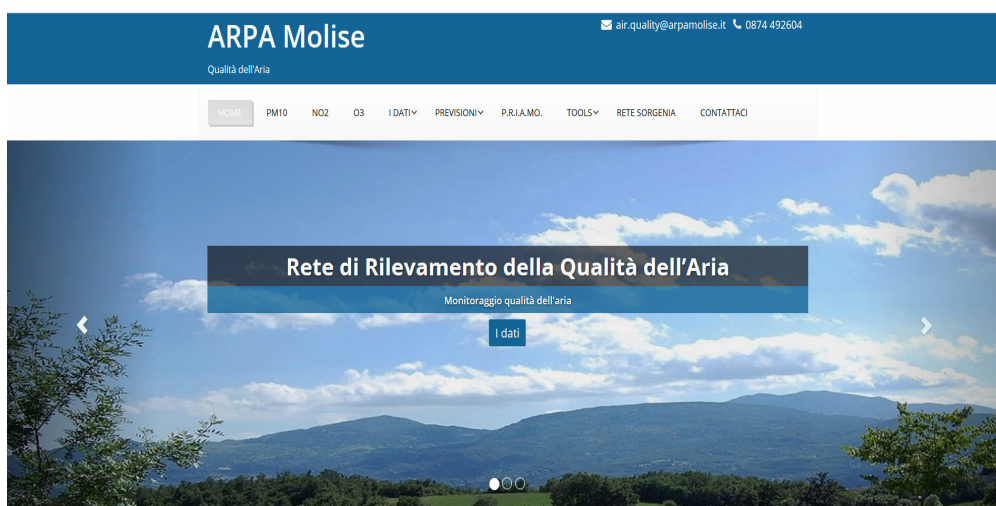 ARPA Molise
air.quality@arpamolise.it 0874 492604
Qualità dell'Aria
HOME PM10 NO2 O3 I DATI PREVISIONI P.R.I.A.MO. TOOLS RETE SORGENIA CONTATTACI
Rete di Rilevamento della Qualità dell’Aria
Monitoraggio qualità dell'aria
I dati